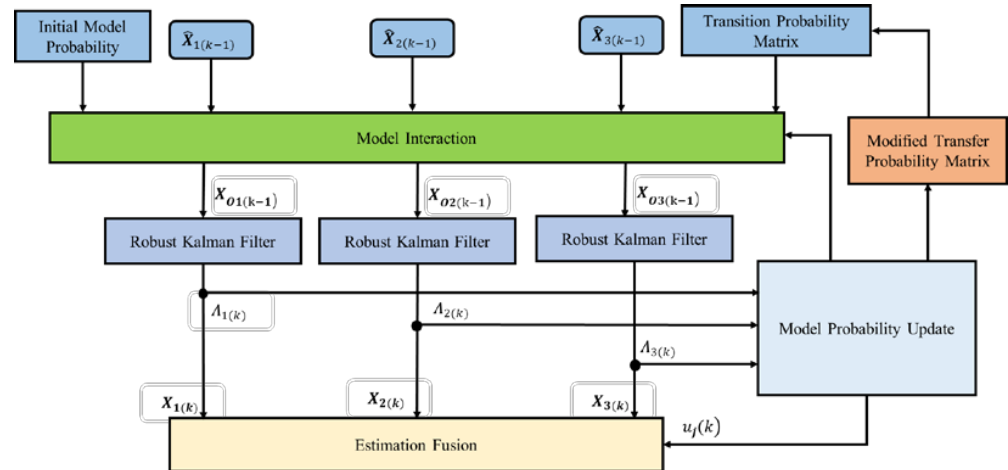 Initial Model
Probability
X̂1(k−1)
X̂2(k−1)
X̂3(k−1)
Transition Probability
Matrix
Model Interaction
Modified Transfer
Probability Matrix
XO1(k−1)
XO2(k−1)
XO3(k−1)
Robust Kalman Filter
Robust Kalman Filter
Robust Kalman Filter
Λ1(k)
Λ2(k)
Λ3(k)
Model Probability Update
X1(k)
X2(k)
X3(k)
uj(k)
Estimation Fusion